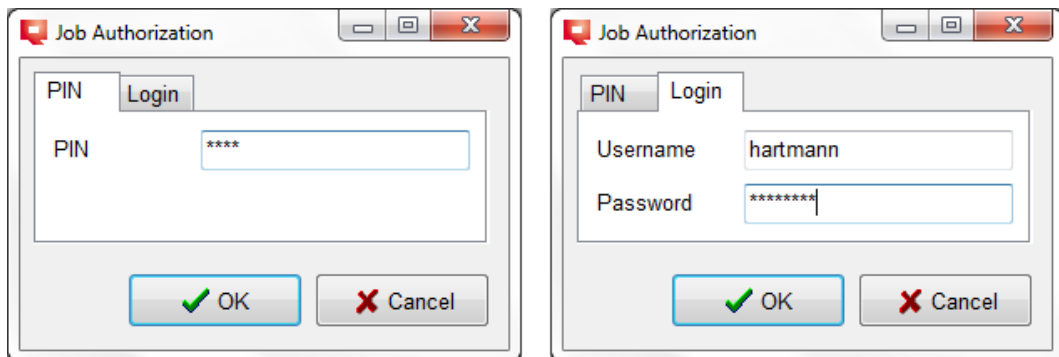 Job Authorization
PIN Login
PIN ****
OK Cancel
Job Authorization
PIN Login
Username hartmann
Password ********
OK Cancel